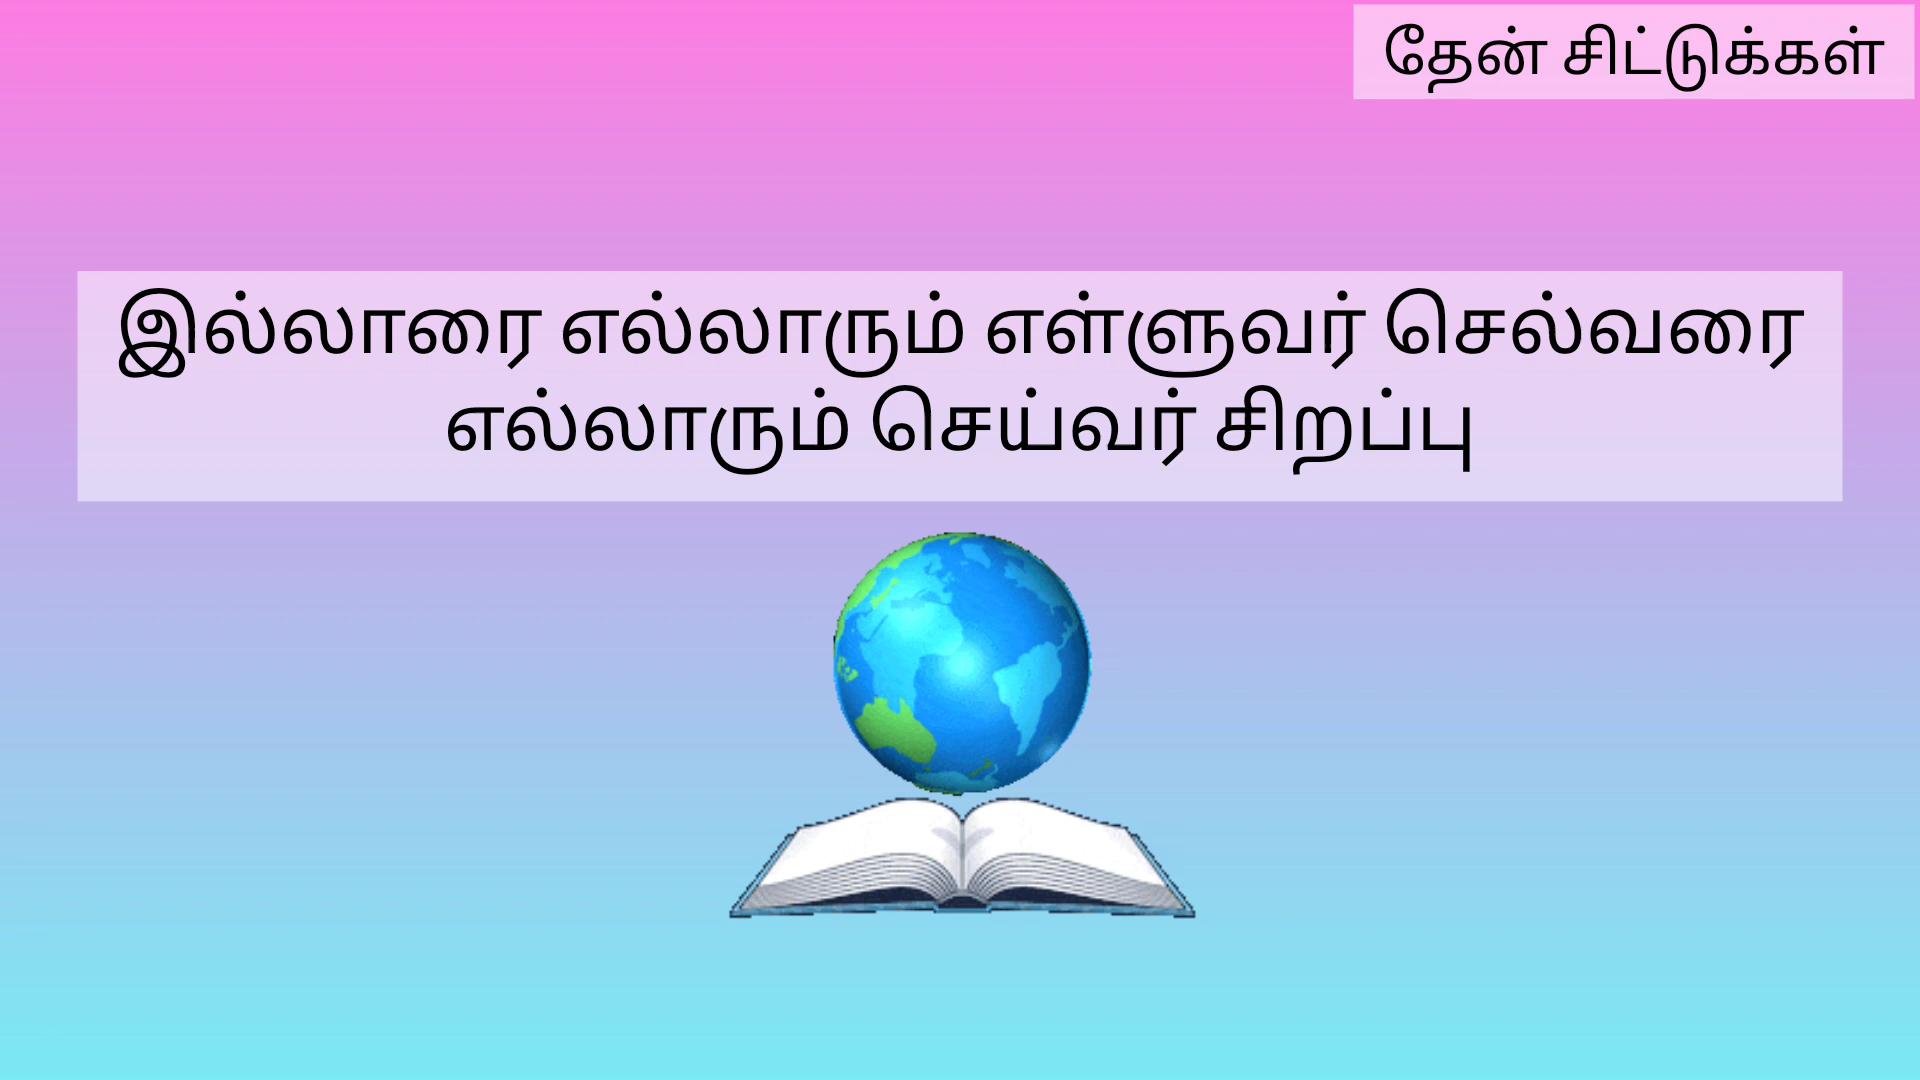 தேன் சிட்டுக்கள்
இல்லாரை எல்லாரும் எள்ளுவர் செல்வரை
எல்லாரும் செய்வர் சிறப்பு